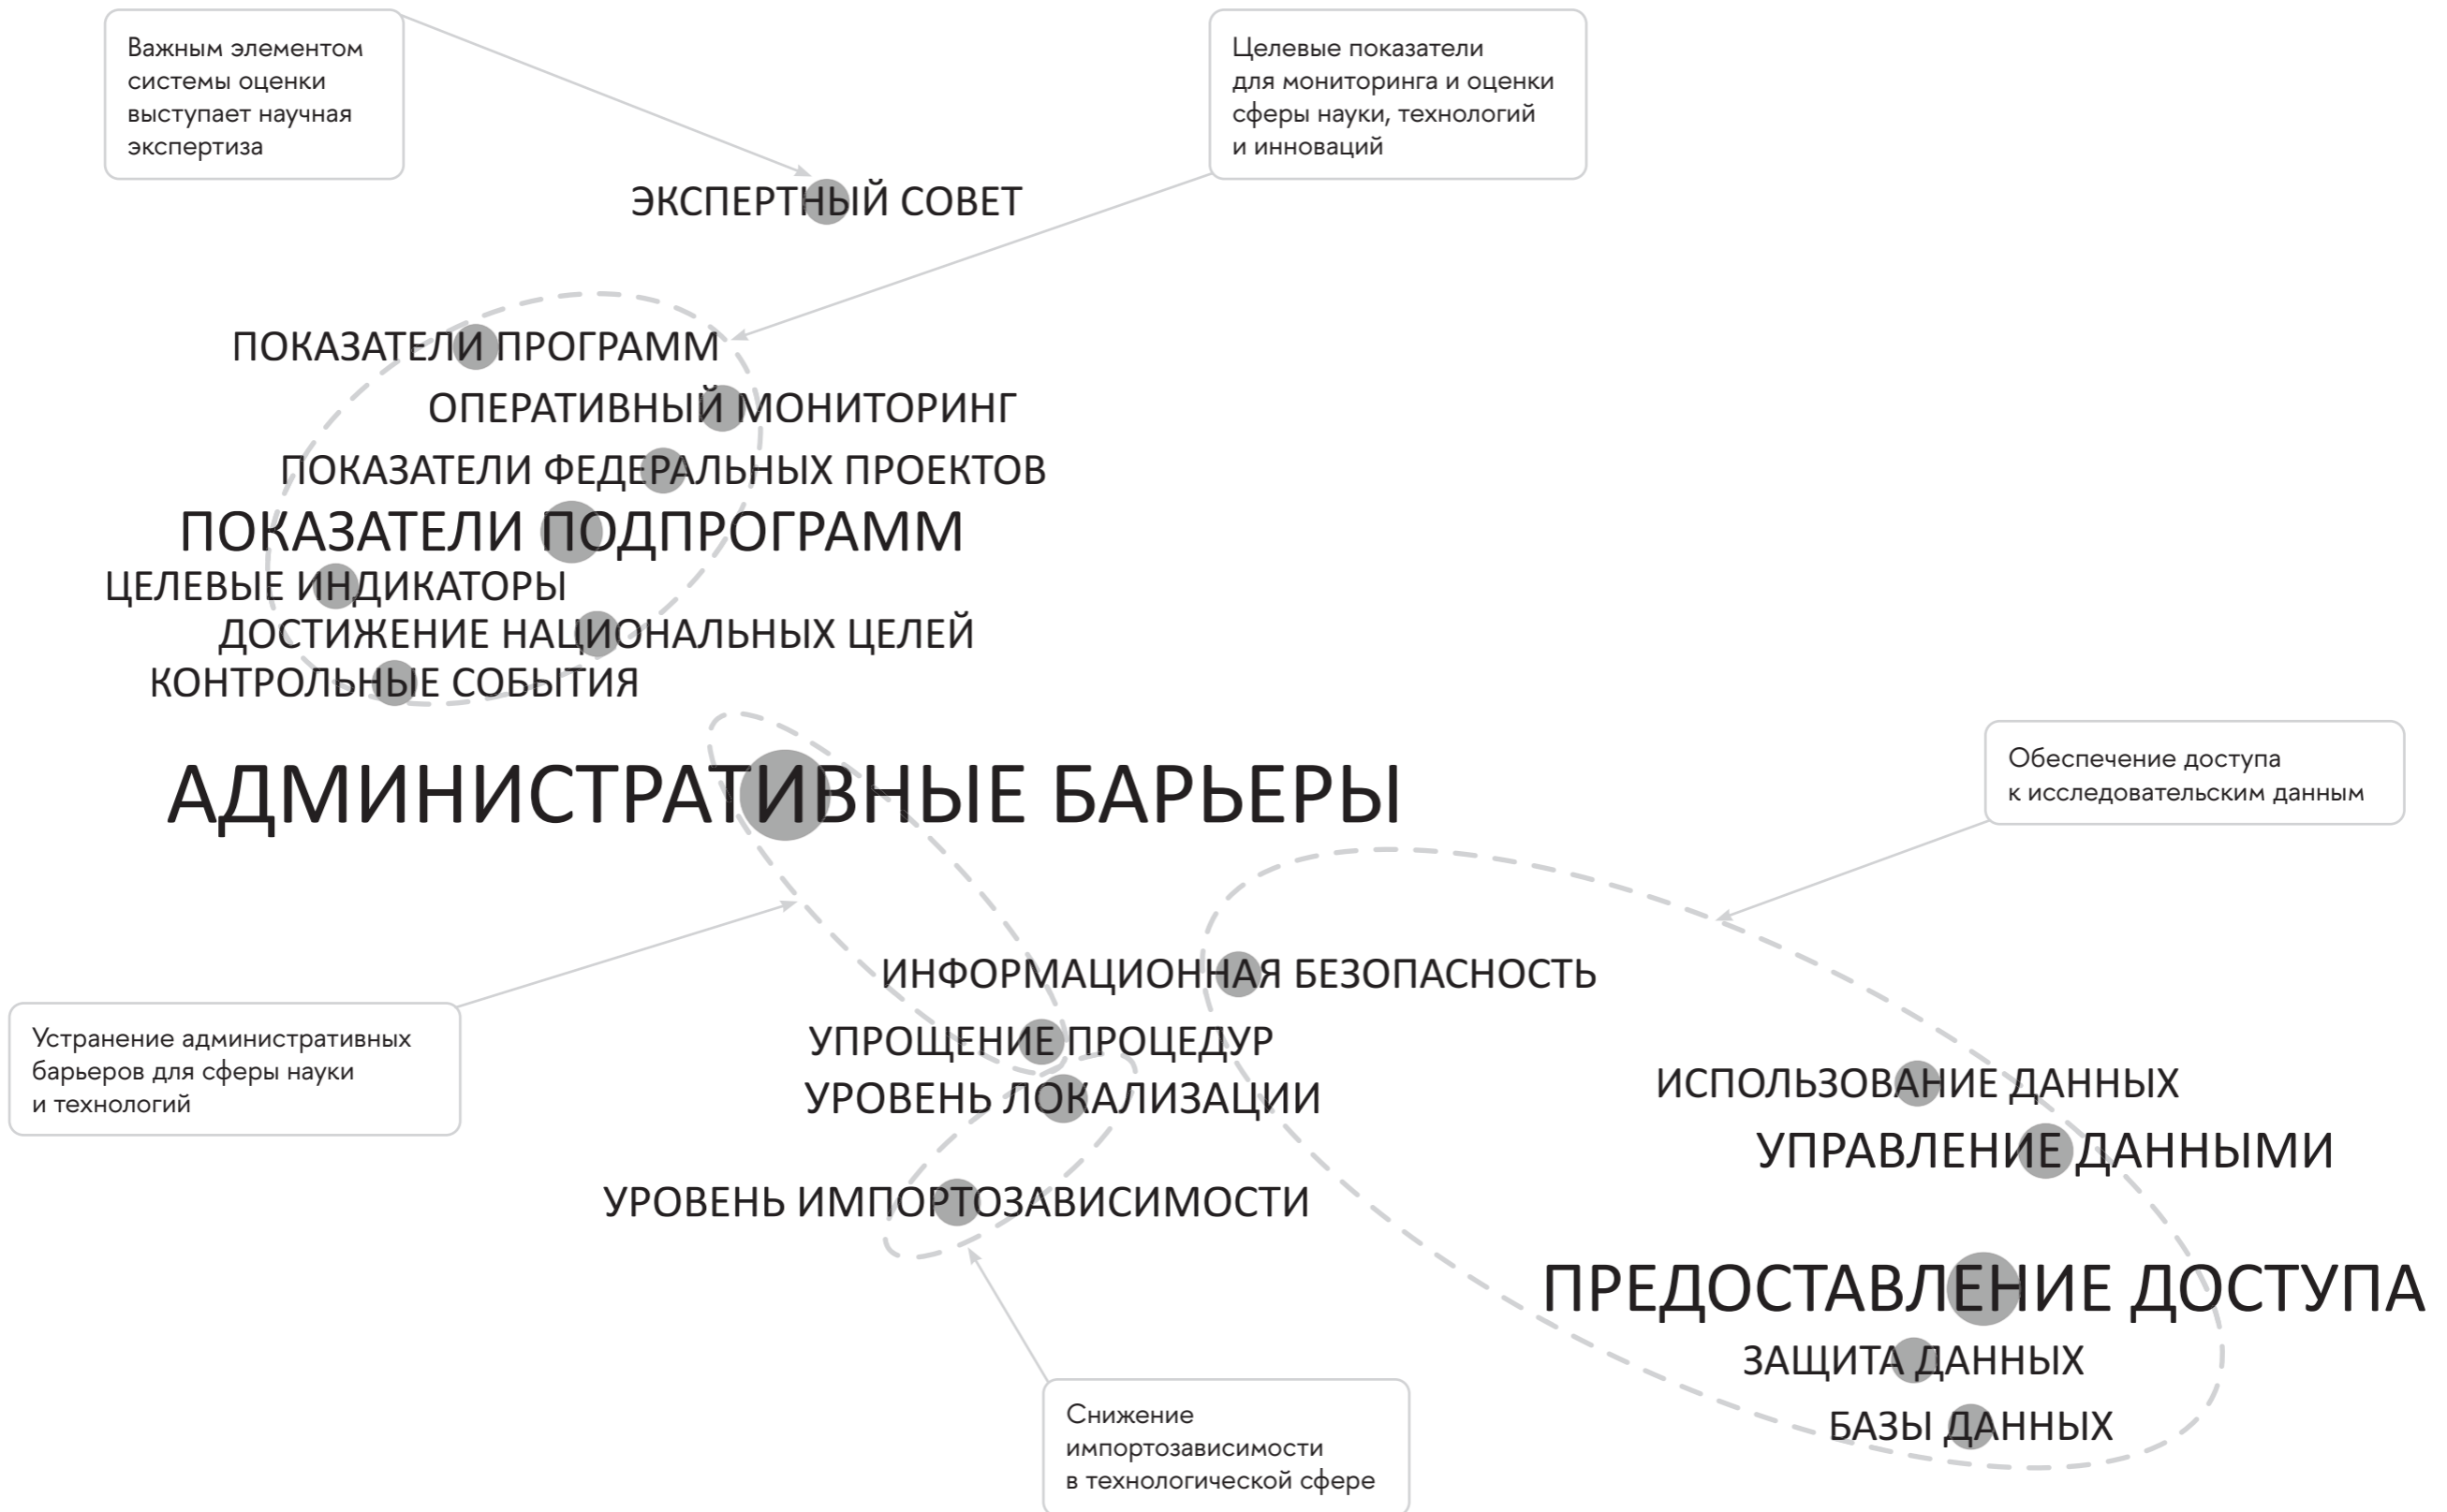 Важным элементом
системы оценки
выступает научная
экспертиза
Целевые показатели
для мониторинга и оценки
сферы науки, технологий
и инноваций
ЭКСПЕРТНЫЙ СОВЕТ
ПОКАЗАТЕЛИ ПРОГРАММ
ОПЕРАТИВНЫЙ МОНИТОРИНГ
ПОКАЗАТЕЛИ ФЕДЕРАЛЬНЫХ ПРОЕКТОВ
ПОКАЗАТЕЛИ ПОДПРОГРАММ
ЦЕЛЕВЫЕ ИНДИКАТОРЫ
ДОСТИЖЕНИЕ НАЦИОНАЛЬНЫХ ЦЕЛЕЙ
КОНТРОЛЬНЫЕ СОБЫТИЯ
АДМИНИСТРАТИВНЫЕ БАРЬЕРЫ
Обеспечение доступа
к исследовательским данным
ИНФОРМАЦИОННАЯ БЕЗОПАСНОСТЬ
Устранение административных
барьеров для сферы науки
и технологий
УПРОЩЕНИЕ ПРОЦЕДУР
УРОВЕНЬ ЛОКАЛИЗАЦИИ
ИСПОЛЬЗОВАНИЕ ДАННЫХ
УПРАВЛЕНИЕ ДАННЫМИ
УРОВЕНЬ ИМПОРТОЗАВИСИМОСТИ
ПРЕДОСТАВЛЕНИЕ ДОСТУПА
ЗАЩИТА ДАННЫХ
БАЗЫ ДАННЫХ
Снижение
импортозависимости
в технологической сфере